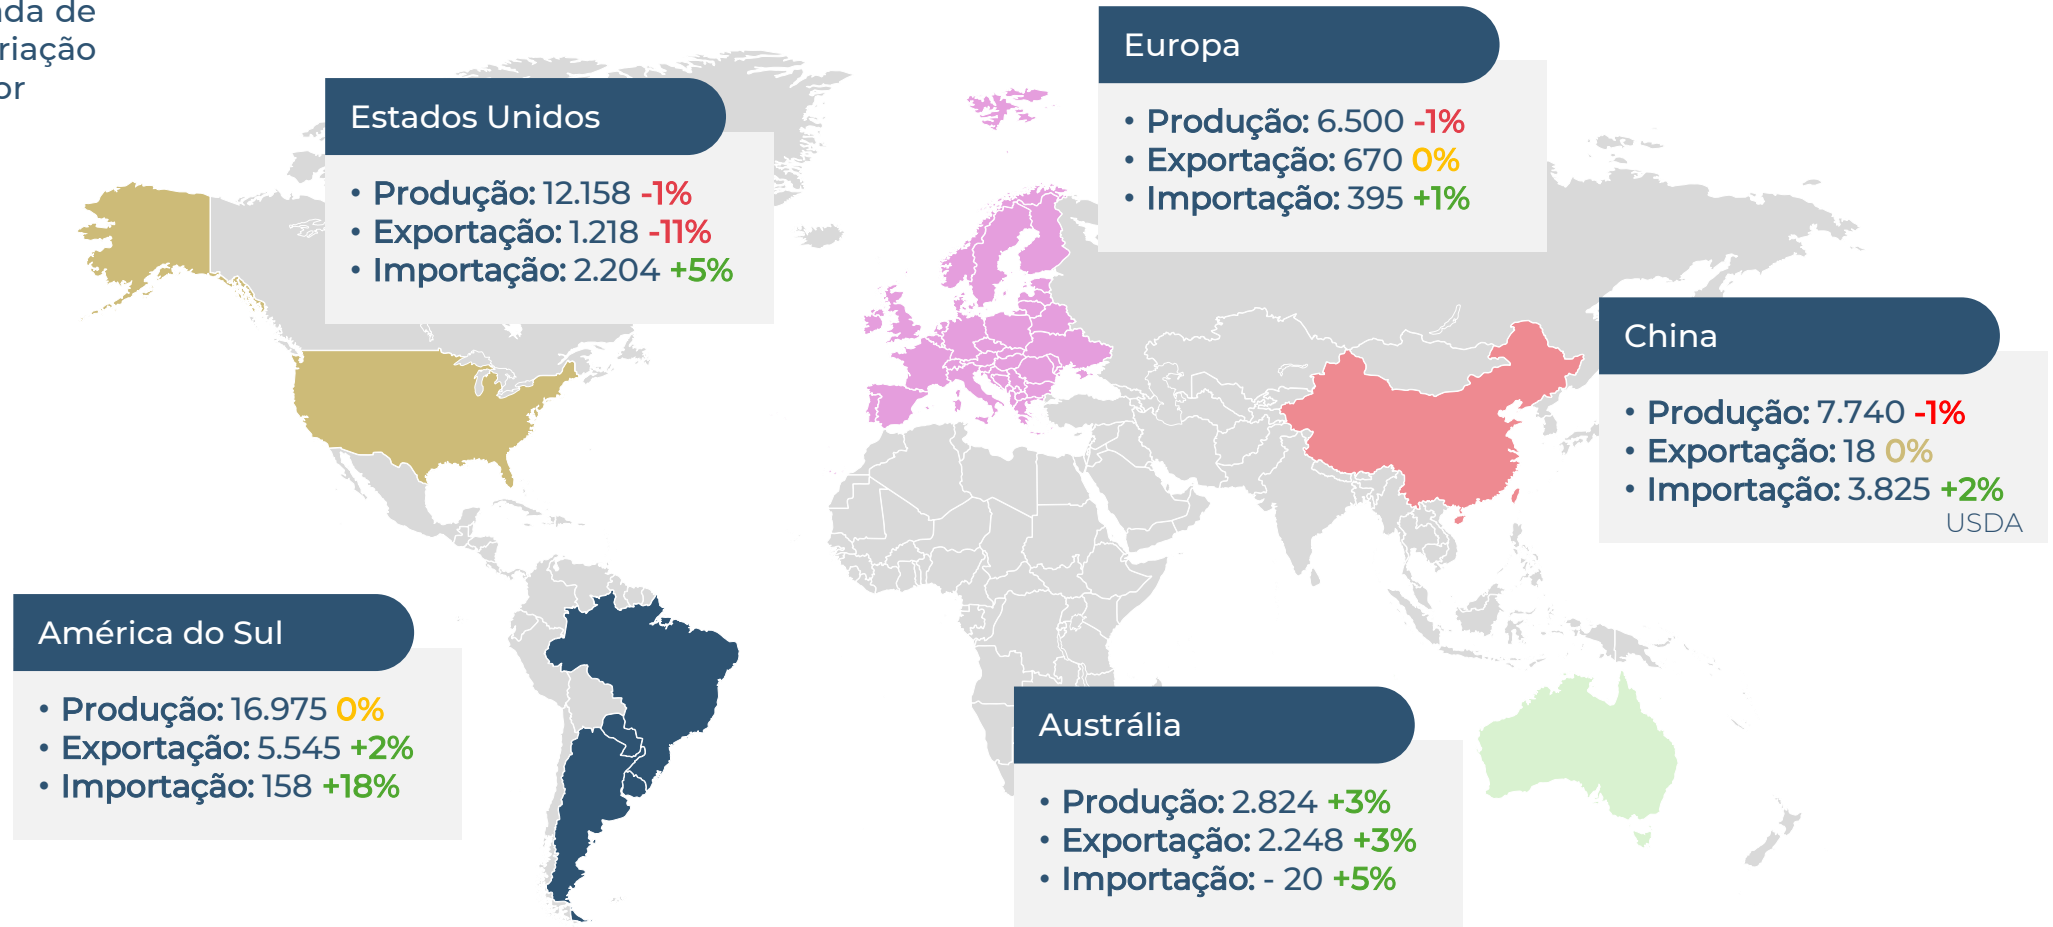 de
or
Estados Unidos
• Produção: 12.158 -1%
• Exportação: 1.218 -11%
• Importação: 2.204 +5%
Europa
• Produção: 6.500 -1%
• Exportação: 670 0%
• Importação: 395 +1%
China
• Produção: 7.740 -1%
• Exportação: 18 0%
• Importação: 3.825 +2%
USDA
América do Sul
• Produção: 16.975 0%
• Exportação: 5.545 +2%
• Importação: 158 +18%
Austrália
• Produção: 2.824 +3%
• Exportação: 2.248 +3%
• Importação: - 20 +5%